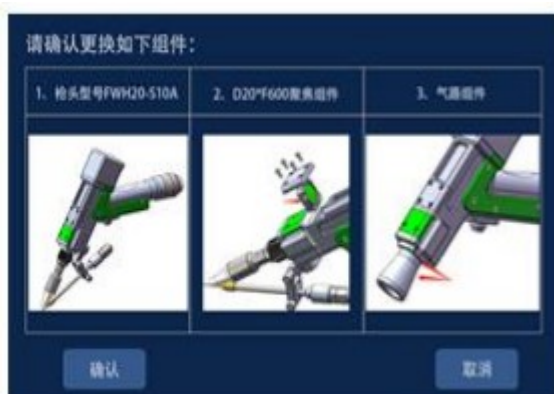 请确认更换如下组件：
1、枪头型号FWH20-S10A
2、D20*F600聚焦组件
3、气路组件
确认
取消